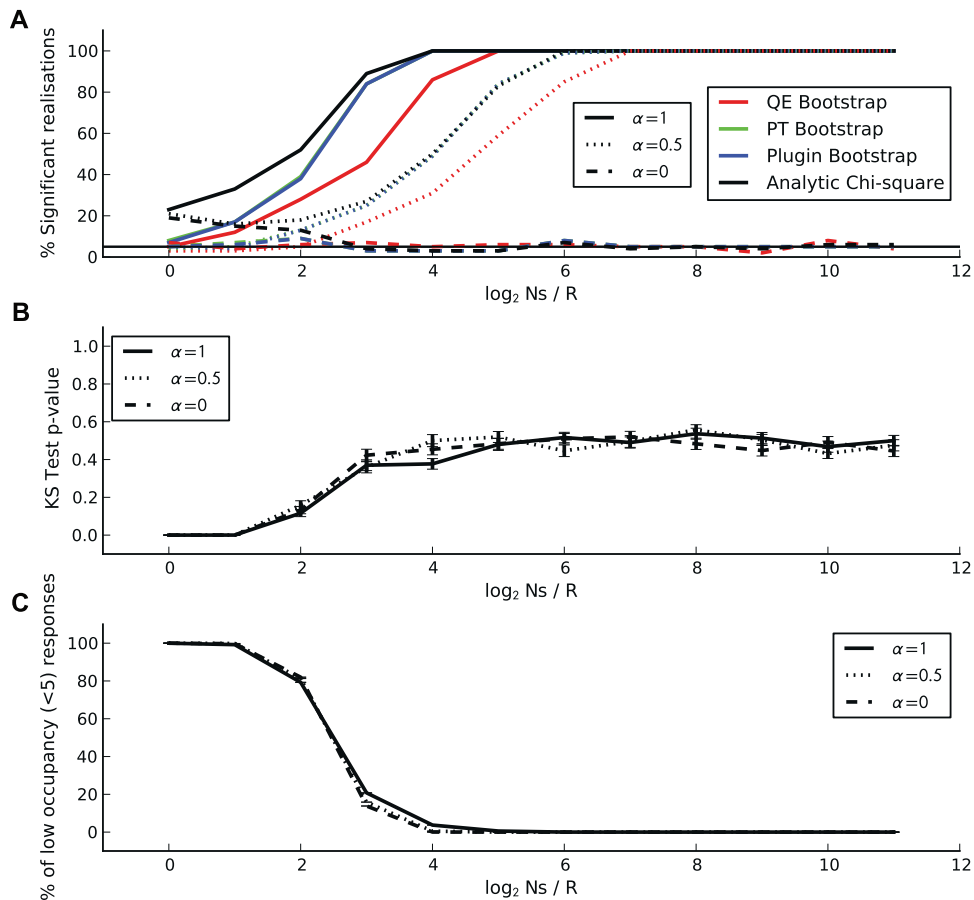 A
% Significant realisations
100
80
60
40
20
0
α=1
α=0.5
α=0
QE Bootstrap
PT Bootstrap
Plugin Bootstrap
Analytic Chi-square
0 2 4 6 8 10 12
log₂ Ns / R
B
KS Test p-value
1.0
0.8
0.6
0.4
0.2
0.0
α=1
α=0.5
α=0
0 2 4 6 8 10 12
log₂ Ns / R
C
% of low occupancy (<5) responses
100
80
60
40
20
0
α=1
α=0.5
α=0
0 2 4 6 8 10 12
log₂ Ns / R